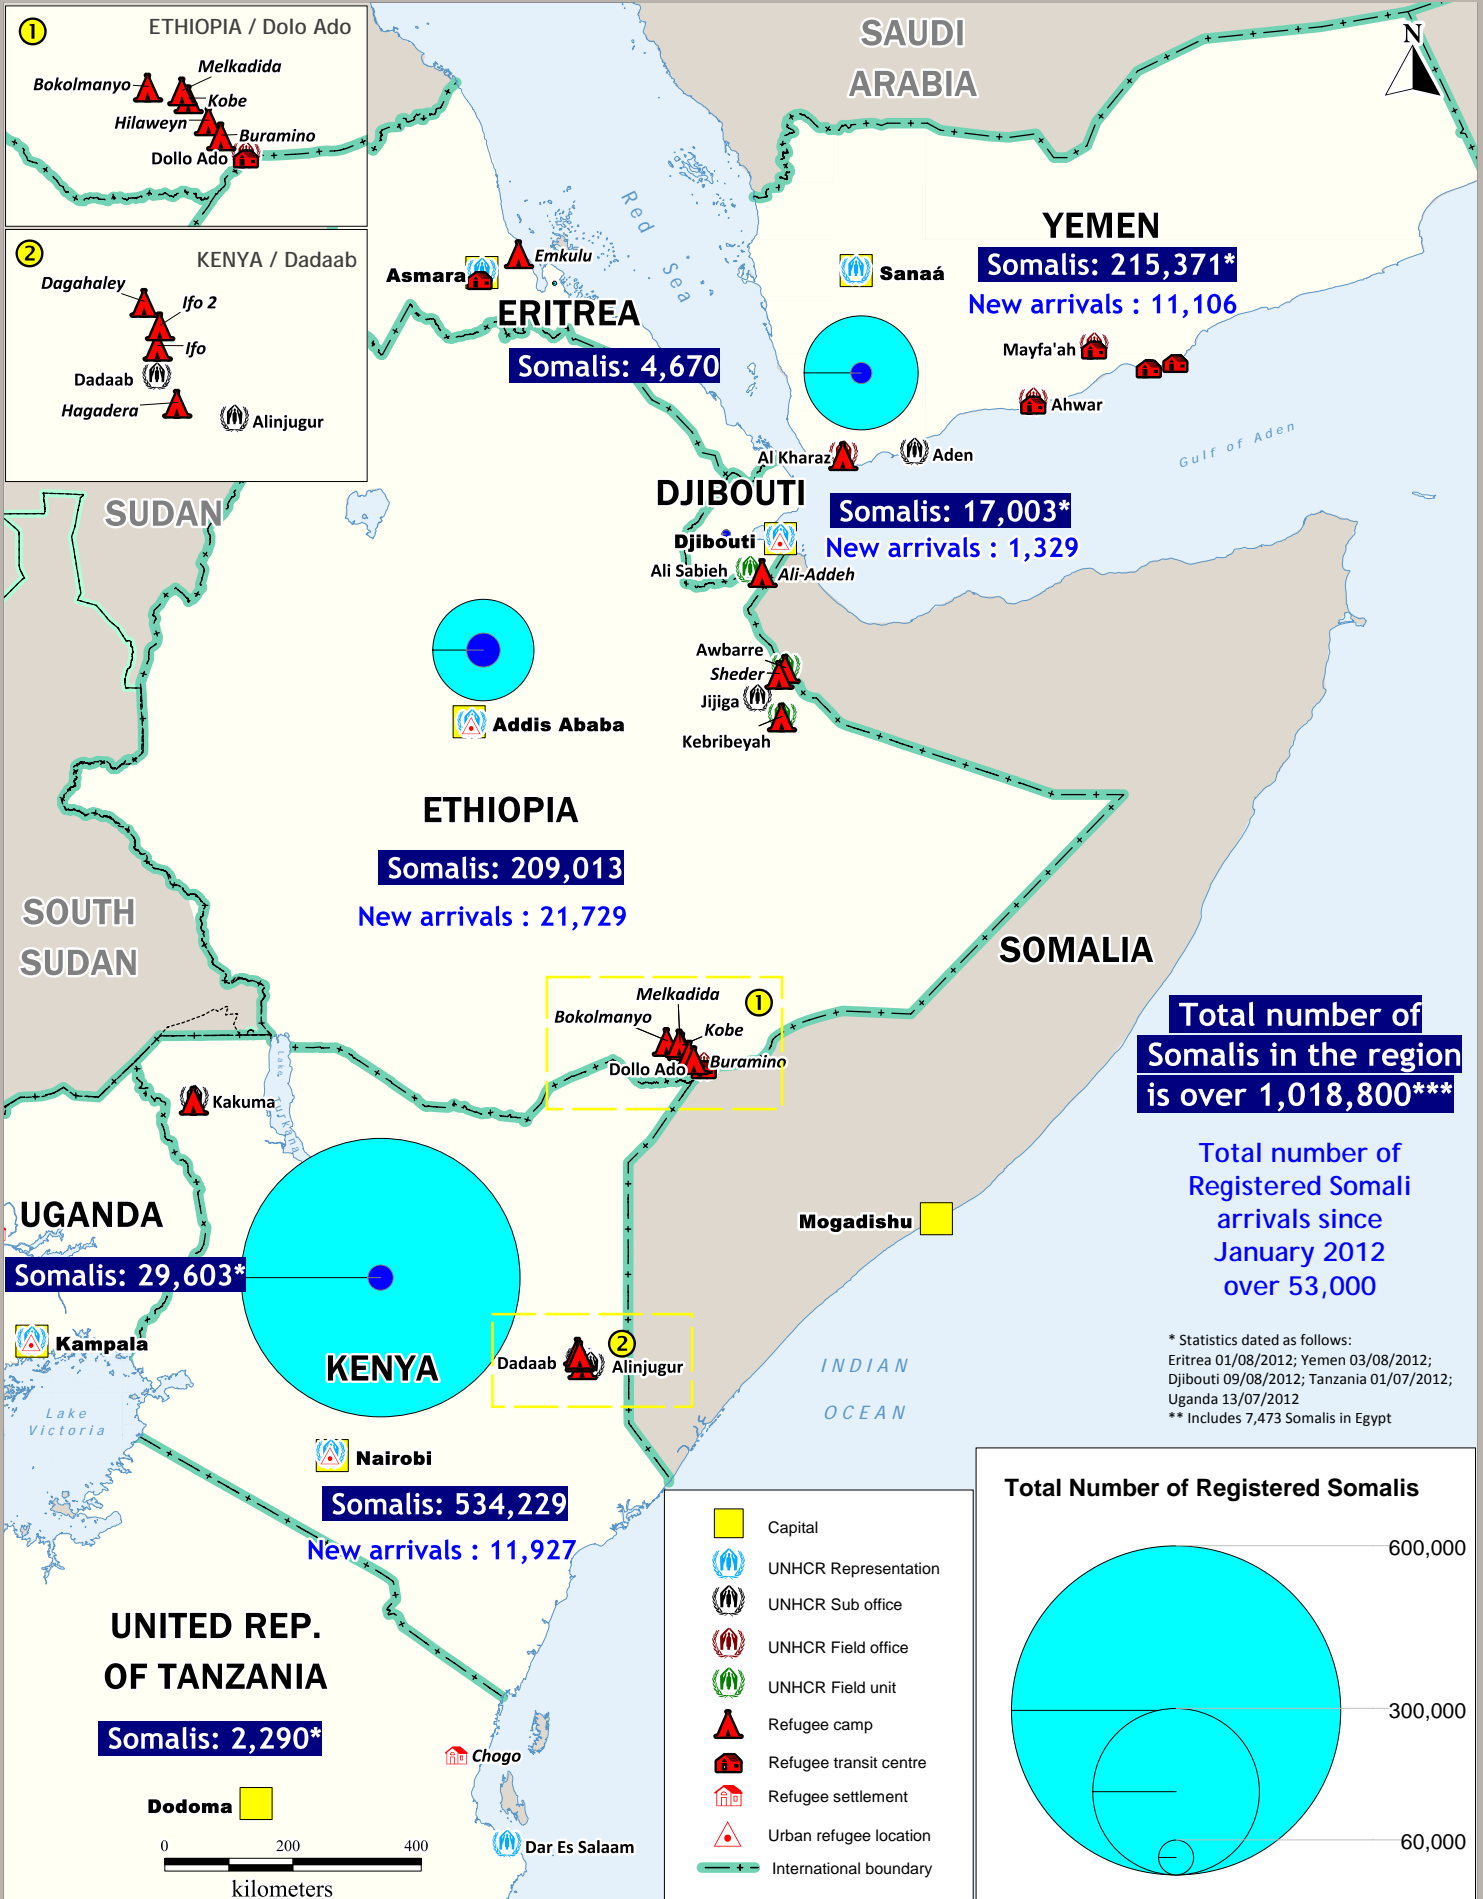 1
ETHIOPIA / Dolo Ado
Bokolmanyo
Melkadida
Kobe
Hilaweyn
Buramino
Dollo Ado
2
KENYA / Dadaab
Dagahaley
Ifo 2
Ifo
Dadaab
Hagadera
Alinjugur
SAUDI
ARABIA
N
Red
Sea
YEMEN
Somalis: 215,371*
New arrivals : 11,106
Sanaá
Asmara
Emkulu
ERITREA
Somalis: 4,670
Mayfa'ah
Ahwar
Al Kharaz
Aden
Gulf of Aden
SUDAN
DJIBOUTI
Somalis: 17,003*
New arrivals : 1,329
Djibouti
Ali Sabieh
Ali-Addeh
Awbarre
Sheder
Jijiga
Kebribeyah
Addis Ababa
ETHIOPIA
Somalis: 209,013
New arrivals : 21,729
SOUTH
SUDAN
SOMALIA
Melkadida
1
Bokolmanyo
Kobe
Buramino
Dollo Ado
Total number of
Somalis in the region
is over 1,018,800***
Kakuma
Lake
Turkana
Total number of
Registered Somali
arrivals since
January 2012
over 53,000
UGANDA
Somalis: 29,603*
Mogadishu
Kampala
KENYA
2
Dadaab
Alinjugur
INDIAN
OCEAN
* Statistics dated as follows:
Eritrea 01/08/2012; Yemen 03/08/2012;
Djibouti 09/08/2012; Tanzania 01/07/2012;
Uganda 13/07/2012
** Includes 7,473 Somalis in Egypt
Lake
Victoria
Nairobi
Somalis: 534,229
New arrivals : 11,927
UNITED REP.
OF TANZANIA
Somalis: 2,290*
Chogo
Dodoma
Dar Es Salaam
0 200 400
kilometers
Capital
UNHCR Representation
UNHCR Sub office
UNHCR Field office
UNHCR Field unit
Refugee camp
Refugee transit centre
Refugee settlement
Urban refugee location
International boundary
Total Number of Registered Somalis
600,000
300,000
60,000